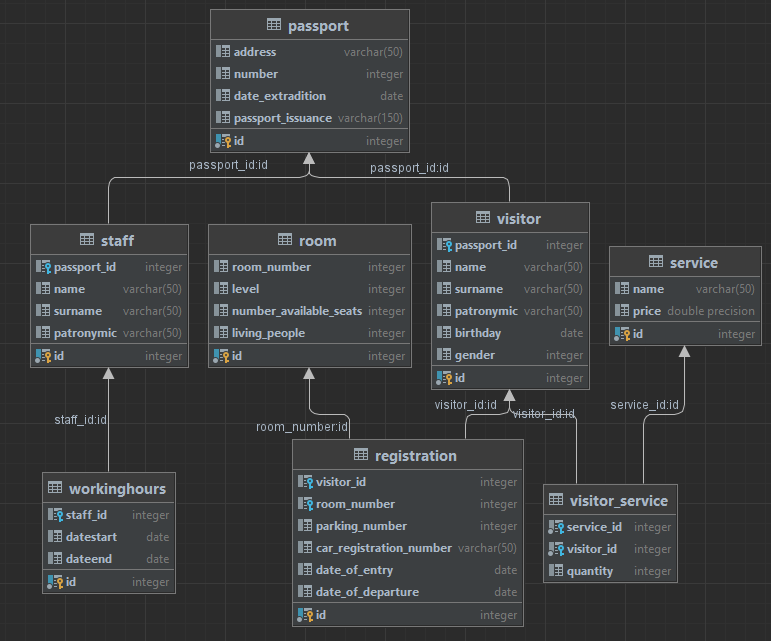 passport
address varchar(50)
number integer
date_extradition date
passport_issuance varchar(150)
id integer
passport_id:id
passport_id:id
staff
passport_id integer
name varchar(50)
surname varchar(50)
patronymic varchar(50)
id integer
room
room_number integer
level integer
number_available_seats integer
living_people integer
id integer
visitor
passport_id integer
name varchar(50)
surname varchar(50)
patronymic varchar(50)
birthday date
gender integer
id integer
service
name varchar(50)
price double precision
id integer
staff_id:id
room_number:id
visitor_id:id
visitor_id:id
service_id:id
workinghours
staff_id integer
datestart date
dateend date
id integer
registration
visitor_id integer
room_number integer
parking_number integer
car_registration_number varchar(50)
date_of_entry date
date_of_departure date
id integer
visitor_service
service_id integer
visitor_id integer
quantity integer